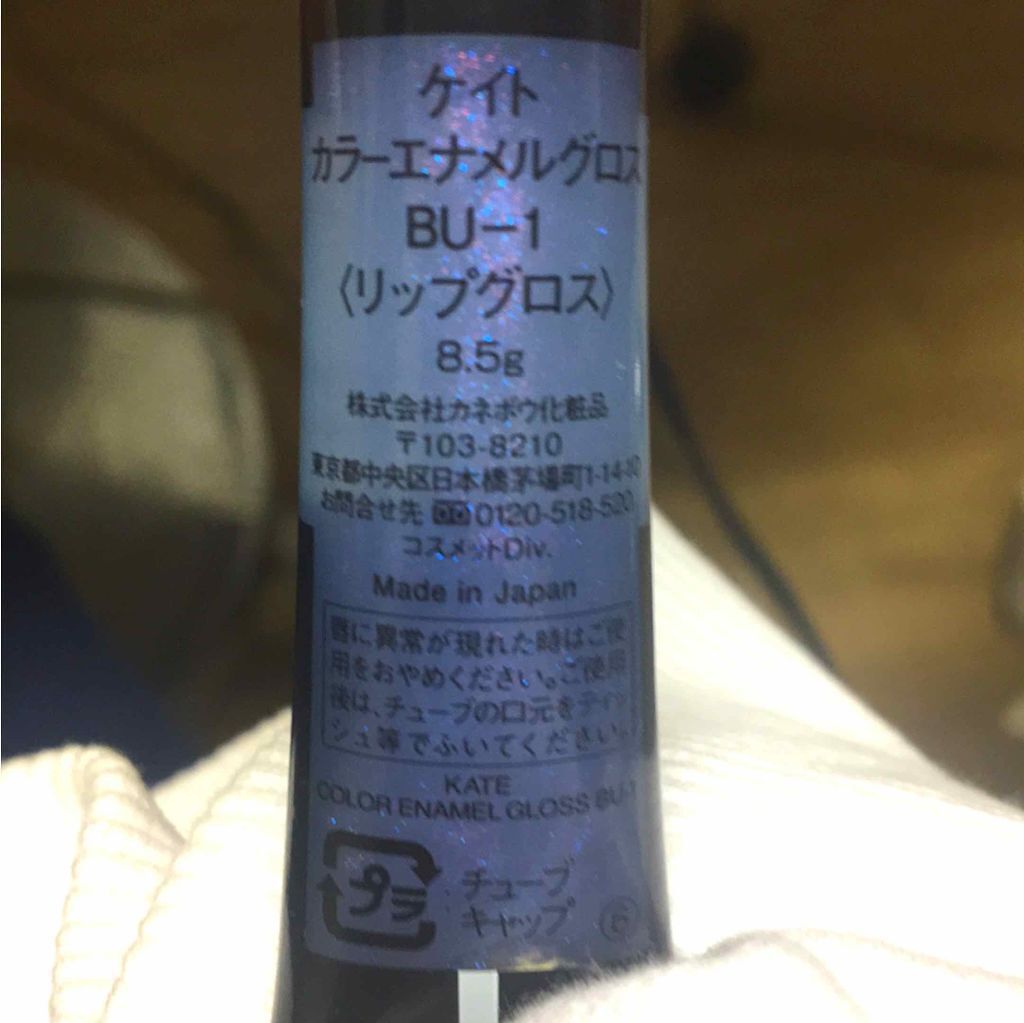 ケイト
カラーエナメルグロス
BU-1
〈リップグロス〉
8.5g
株式会社カネボウ化粧品
〒103-8210
東京都中央区日本橋茅場町1-14-10
お問合せ先 0120-518-520
コスメットDiv.
Made in Japan
唇に異常が現れた時はご使
用をおやめください。ご使用
後は、チューブの口元をティッ
シュ等でふいてください。
KATE
COLOR ENAMEL GLOSS BU-1
プラ
チューブ
キャップ